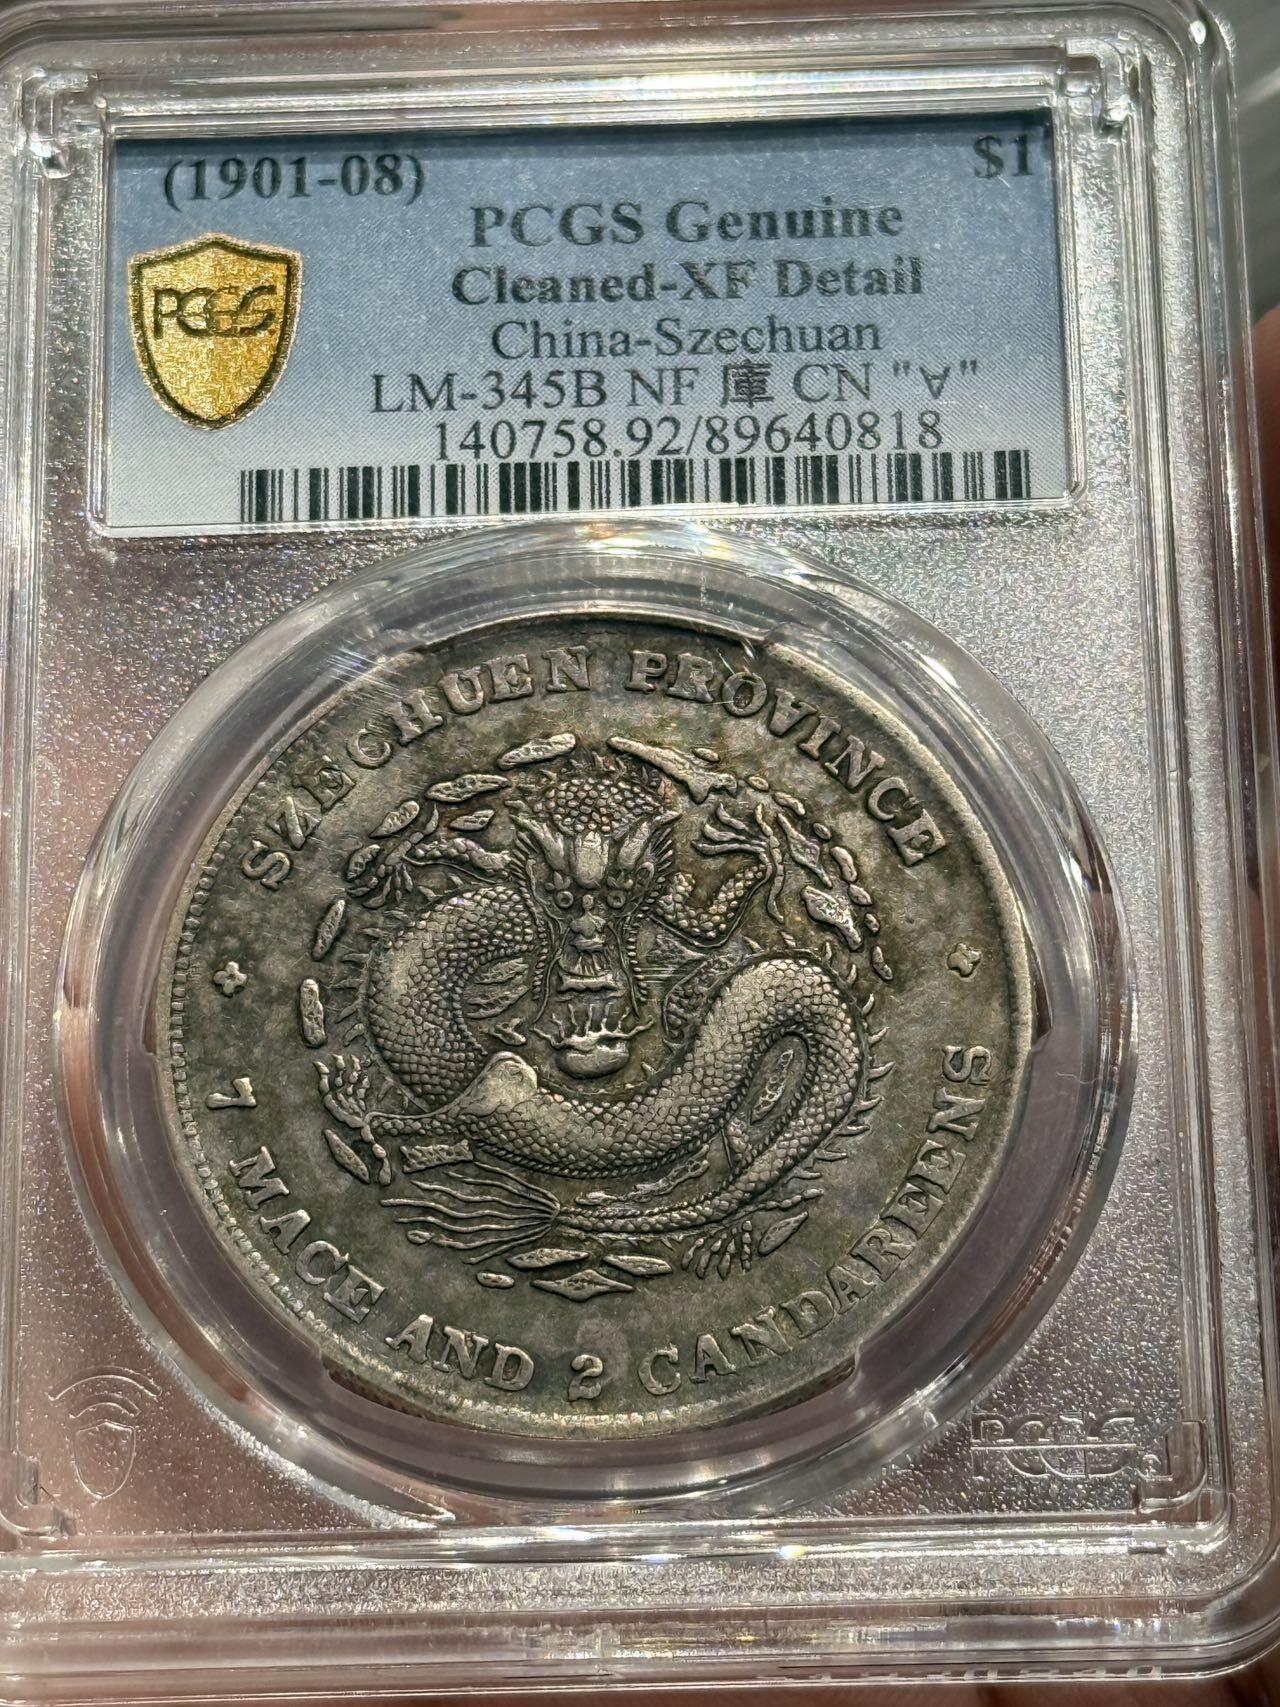 (1901-08) $1
PCGS Genuine
PCGS
Cleaned-XF Detail
China-Szechuan
LM-345B NF 庫 CN "∀"
140758.92/89640818
SZECHUEN PROVINCE
7 MACE AND 2 CANDAREENS
PCGS